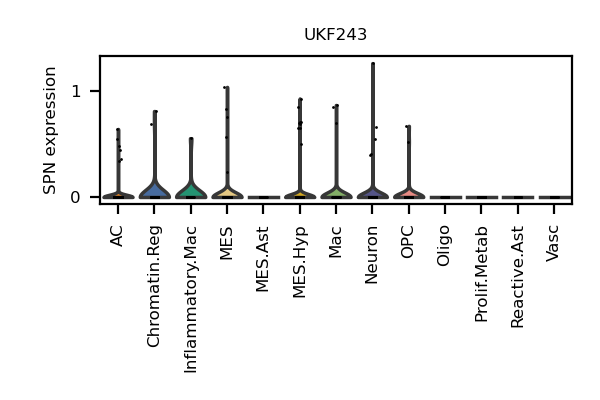 UKF243
SPN expression
1
0
AC
Chromatin.Reg
Inflammatory.Mac
MES
MES.Ast
MES.Hyp
Mac
Neuron
OPC
Oligo
Prolif.Metab
Reactive.Ast
Vasc